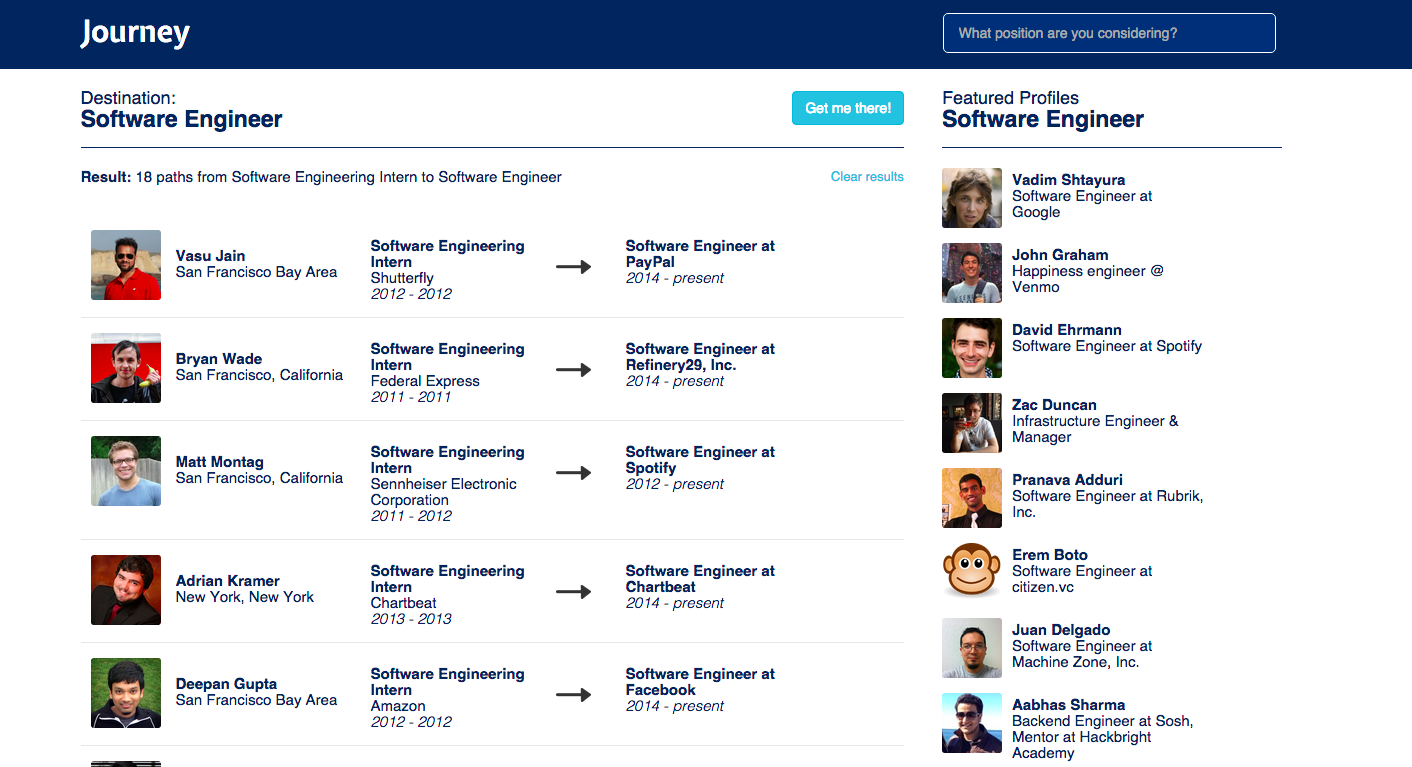 Journey
What position are you considering?
Destination:
Software Engineer
Get me there!
Result: 18 paths from Software Engineering Intern to Software Engineer
Clear results
Vasu Jain
San Francisco Bay Area
Software Engineering
Intern
Shutterfly
2012 - 2012
Software Engineer at
PayPal
2014 - present
Bryan Wade
San Francisco, California
Software Engineering
Intern
Federal Express
2011 - 2011
Software Engineer at
Refinery29, Inc.
2014 - present
Matt Montag
San Francisco, California
Software Engineering
Intern
Sennheiser Electronic
Corporation
2011 - 2012
Software Engineer at
Spotify
2012 - present
Adrian Kramer
New York, New York
Software Engineering
Intern
Chartbeat
2013 - 2013
Software Engineer at
Chartbeat
2014 - present
Deepan Gupta
San Francisco Bay Area
Software Engineering
Intern
Amazon
2012 - 2012
Software Engineer at
Facebook
2014 - present
Featured Profiles
Software Engineer
Vadim Shtayura
Software Engineer at
Google
John Graham
Happiness engineer @
Venmo
David Ehrmann
Software Engineer at Spotify
Zac Duncan
Infrastructure Engineer &
Manager
Pranava Adduri
Software Engineer at Rubrik,
Inc.
Erem Boto
Software Engineer at
citizen.vc
Juan Delgado
Software Engineer at
Machine Zone, Inc.
Aabhas Sharma
Backend Engineer at Sosh,
Mentor at Hackbright
Academy